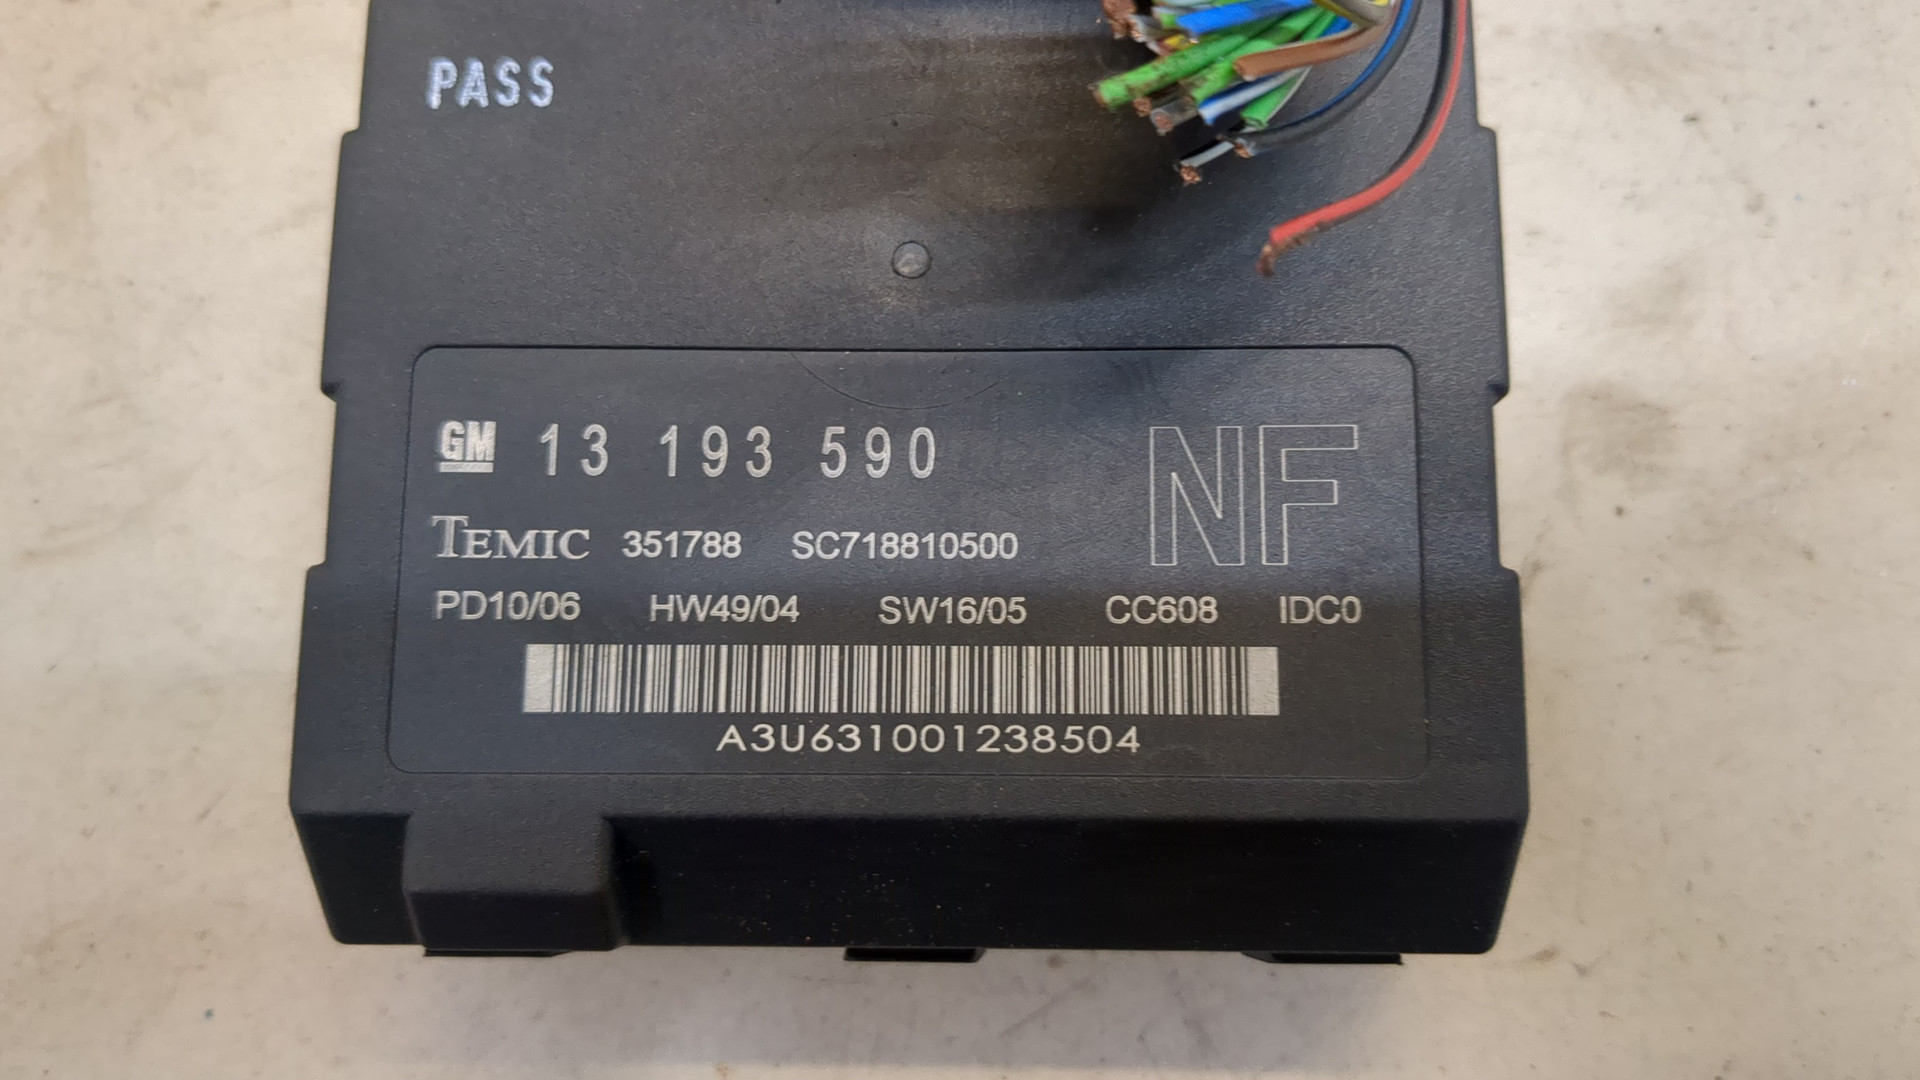 PASS
GM 13 193 590 NF
TEMIC 351788 SC718810500
PD10/06 HW49/04 SW16/05 CC608 IDC0
A3U631001238504